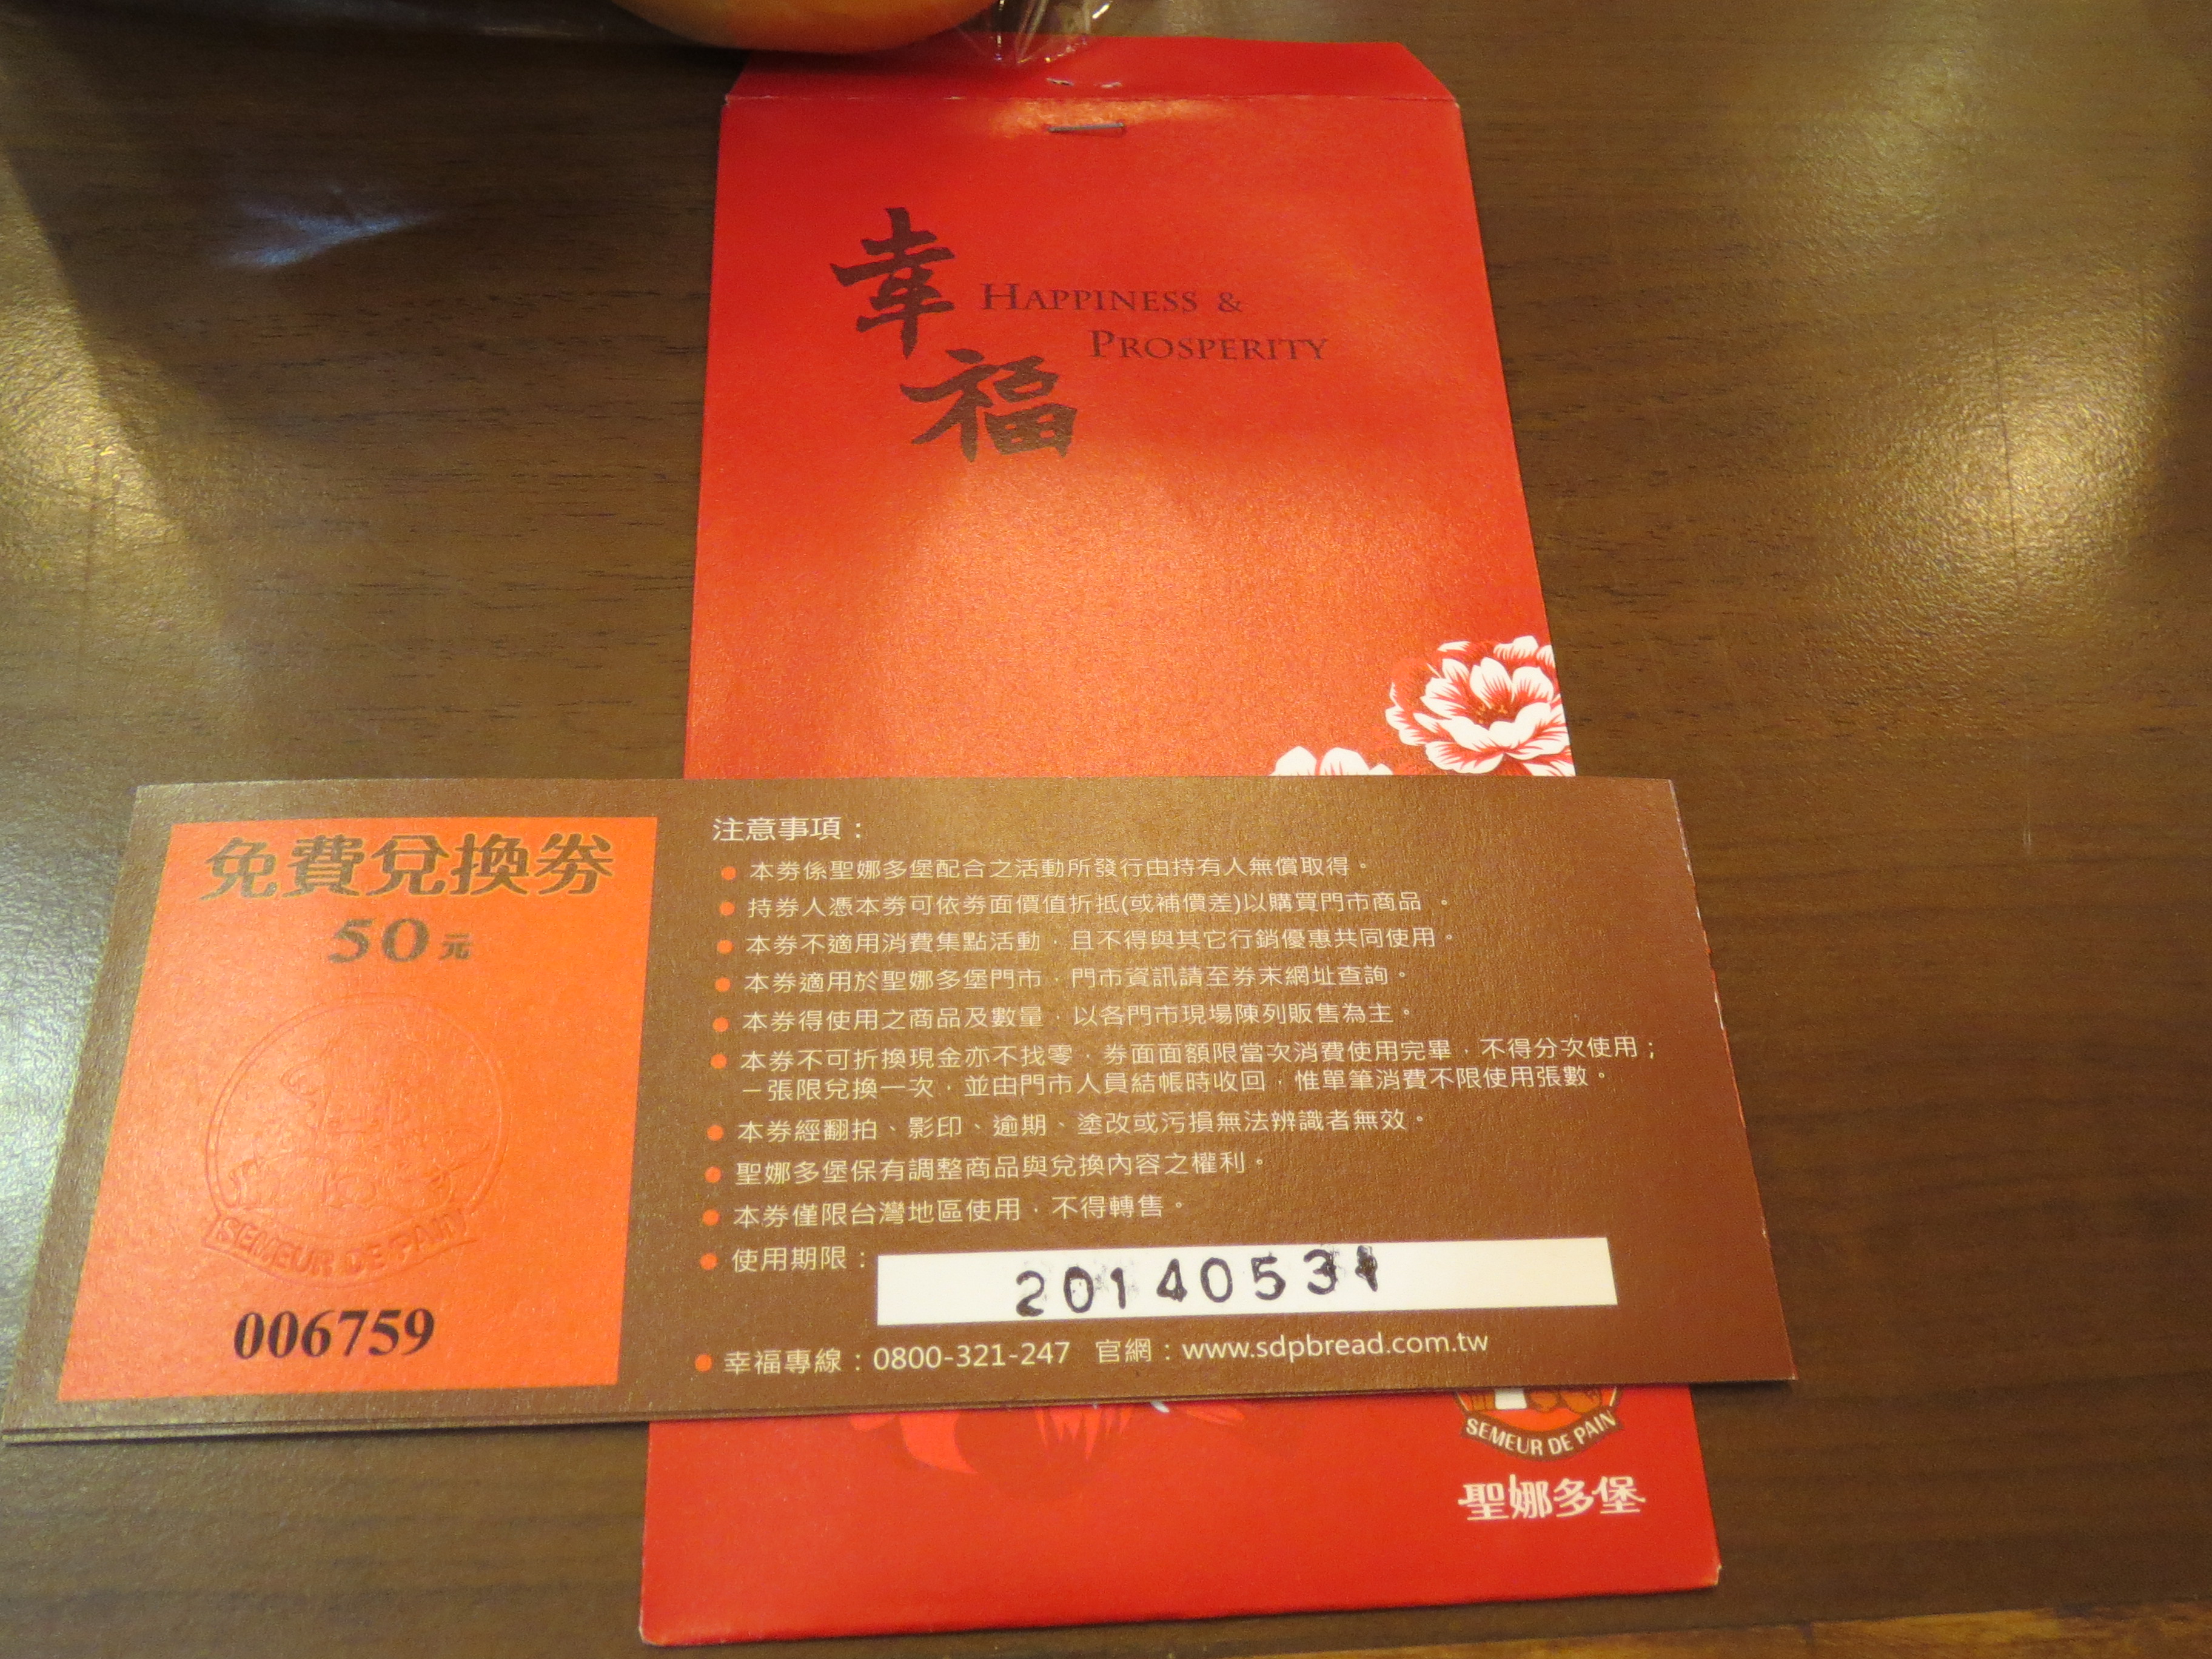 幸福
HAPPINESS &
PROSPERITY
免費兌換券
50元
SEMEUR DE PAIN
006759
注意事項：
本券係聖娜多堡配合之活動所發行由持有人無償取得。
持券人憑本券可依券面價值折抵(或補價差)以購買門市商品 。
本券不適用消費集點活動，且不得與其它行銷優惠共同使用。
本券適用於聖娜多堡門市，門市資訊請至券末網址查詢。
本券得使用之商品及數量，以各門市現場陳列販售為主。
本券不可折換現金亦不找零，券面面額限當次消費使用完畢，不得分次使用；
一張限兌換一次，並由門市人員結帳時收回，惟單筆消費不限使用張數。
本券經翻拍、影印、逾期、塗改或污損無法辨識者無效。
聖娜多堡保有調整商品與兌換內容之權利。
本券僅限台灣地區使用，不得轉售。
使用期限：20140531
幸福專線：0800-321-247 官網：www.sdpbread.com.tw
SEMEUR DE PAIN
聖娜多堡